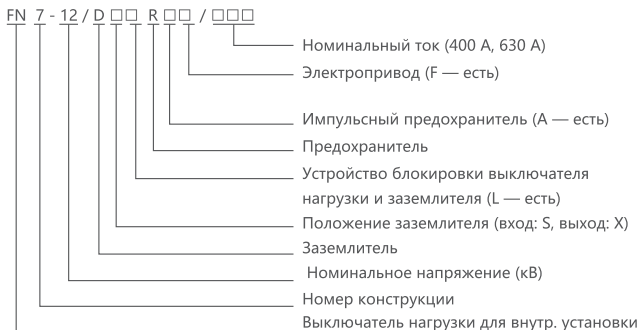 FN 7 - 12 / D □□ R □□ / □□□
Номинальный ток (400 А, 630 А)
Электропривод (F — есть)
Импульсный предохранитель (А — есть)
Предохранитель
Устройство блокировки выключателя
нагрузки и заземлителя (L — есть)
Положение заземлителя (вход: S, выход: X)
Заземлитель
Номинальное напряжение (кВ)
Номер конструкции
Выключатель нагрузки для внутр. установки